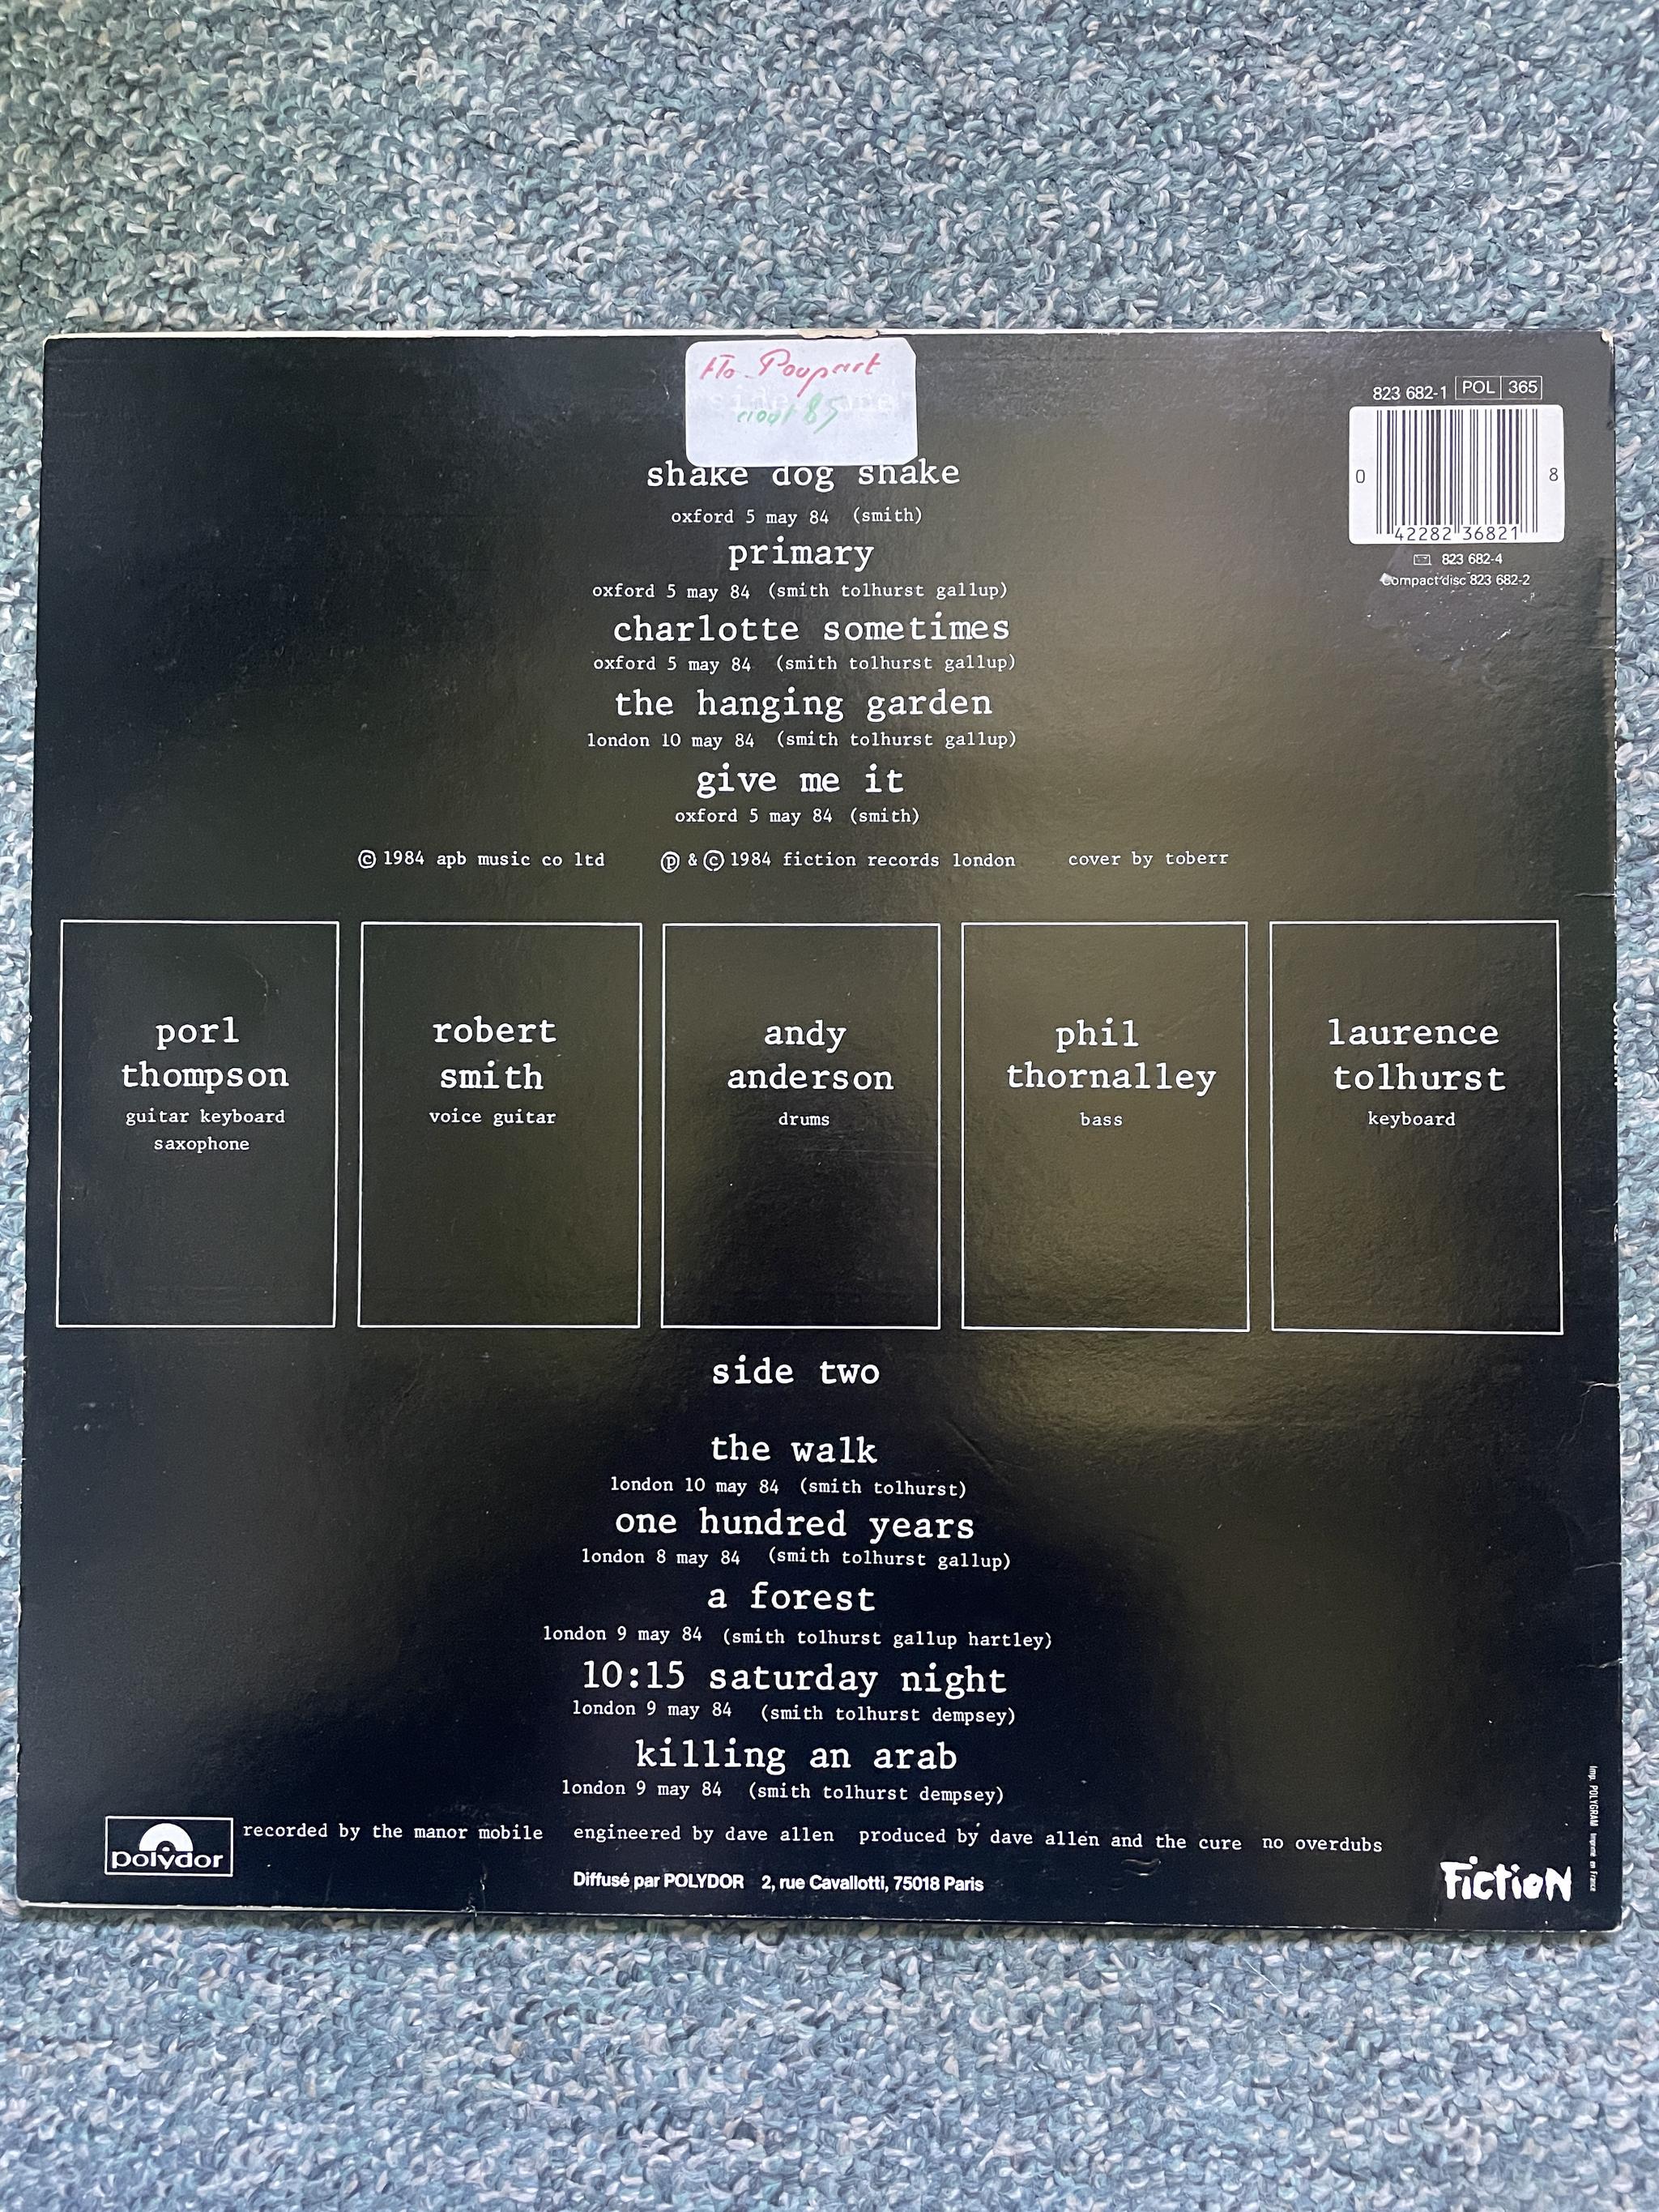 flo Poupart
side one
août 85
823 682-1 POL 365
0 42282 36821 8
823 682-4
Compact disc 823 682-2
shake dog shake
oxford 5 may 84 (smith)
primary
oxford 5 may 84 (smith tolhurst gallup)
charlotte sometimes
oxford 5 may 84 (smith tolhurst gallup)
the hanging garden
london 10 may 84 (smith tolhurst gallup)
give me it
oxford 5 may 84 (smith)
© 1984 apb music co ltd ℗ & © 1984 fiction records london cover by toberr
porl
thompson
guitar keyboard
saxophone
robert
smith
voice guitar
andy
anderson
drums
phil
thornalley
bass
laurence
tolhurst
keyboard
side two
the walk
london 10 may 84 (smith tolhurst)
one hundred years
london 8 may 84 (smith tolhurst gallup)
a forest
london 9 may 84 (smith tolhurst gallup hartley)
10:15 saturday night
london 9 may 84 (smith tolhurst dempsey)
killing an arab
london 9 may 84 (smith tolhurst dempsey)
polydor
recorded by the manor mobile engineered by dave allen produced by dave allen and the cure no overdubs
Diffusé par POLYDOR 2, rue Cavallotti, 75018 Paris
Fiction
Imp. POLYGRAM Imprimé en France